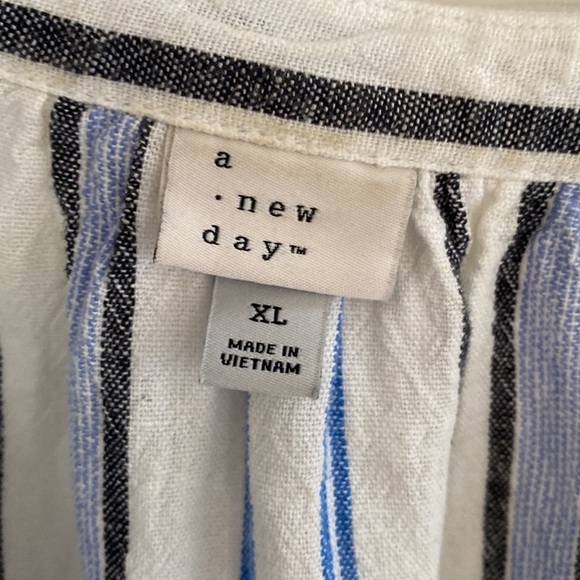 a
· new
day™
XL
MADE IN
VIETNAM